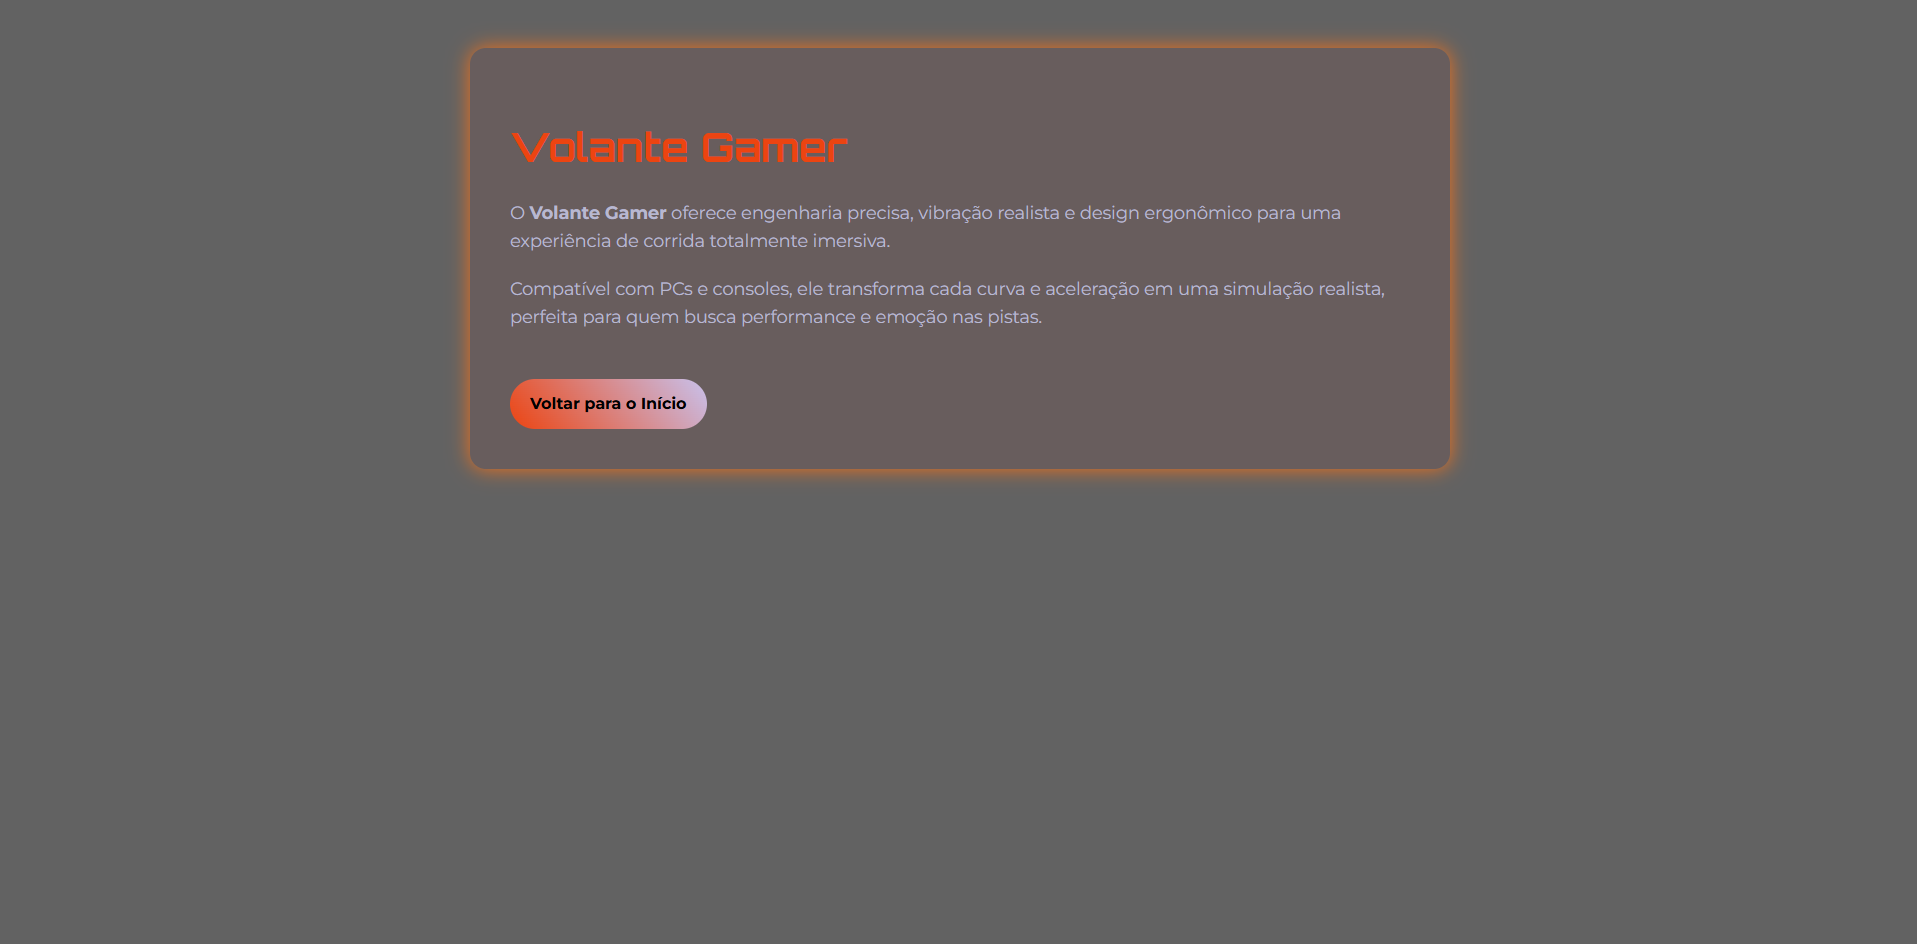 Volante Gamer
O Volante Gamer oferece engenharia precisa, vibração realista e design ergonômico para uma
experiência de corrida totalmente imersiva.
Compatível com PCs e consoles, ele transforma cada curva e aceleração em uma simulação realista,
perfeita para quem busca performance e emoção nas pistas.
Voltar para o Início